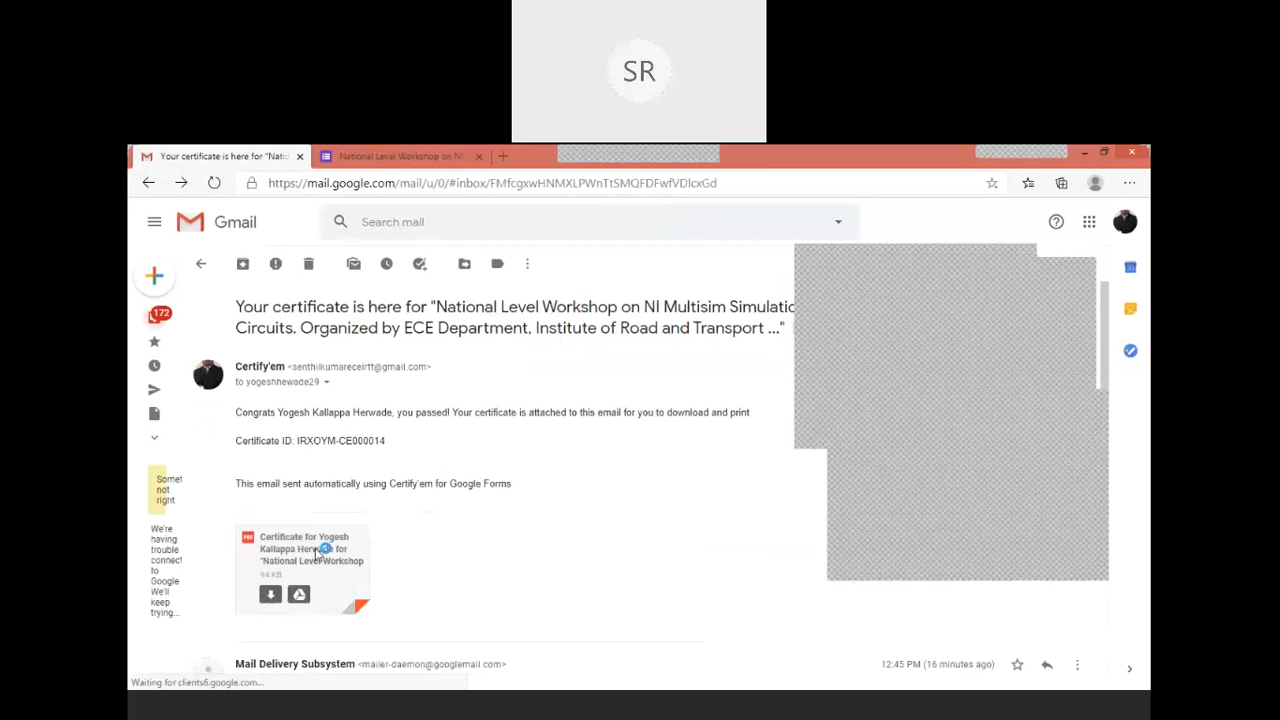 SR
Your certificate is here for "Natio
National Level Workshop on NI
https://mail.google.com/mail/u/0/#inbox/FMfcgxwHNMXLPWnTtSMQFDFwfVDlcxGd
Gmail
Search mail
172
Your certificate is here for "National Level Workshop on NI Multisim Simulatio
Circuits. Organized by ECE Department, Institute of Road and Transport ..."
Certify'em <senthilkumareceirtt@gmail.com>
to yogeshhewade29
Congrats Yogesh Kallappa Herwade, you passed! Your certificate is attached to this email for you to download and print
Certificate ID: IRXOYM-CE000014
This email sent automatically using Certify'em for Google Forms
Somet
not
right
We're
having
trouble
connect
to
Google
We'll
keep
trying...
PDF
Certificate for Yogesh
Kallappa Herwade for
"National Level Workshop
94 KB
Mail Delivery Subsystem <mailer-daemon@googlemail.com>
12:45 PM (16 minutes ago)
Waiting for clients6.google.com...